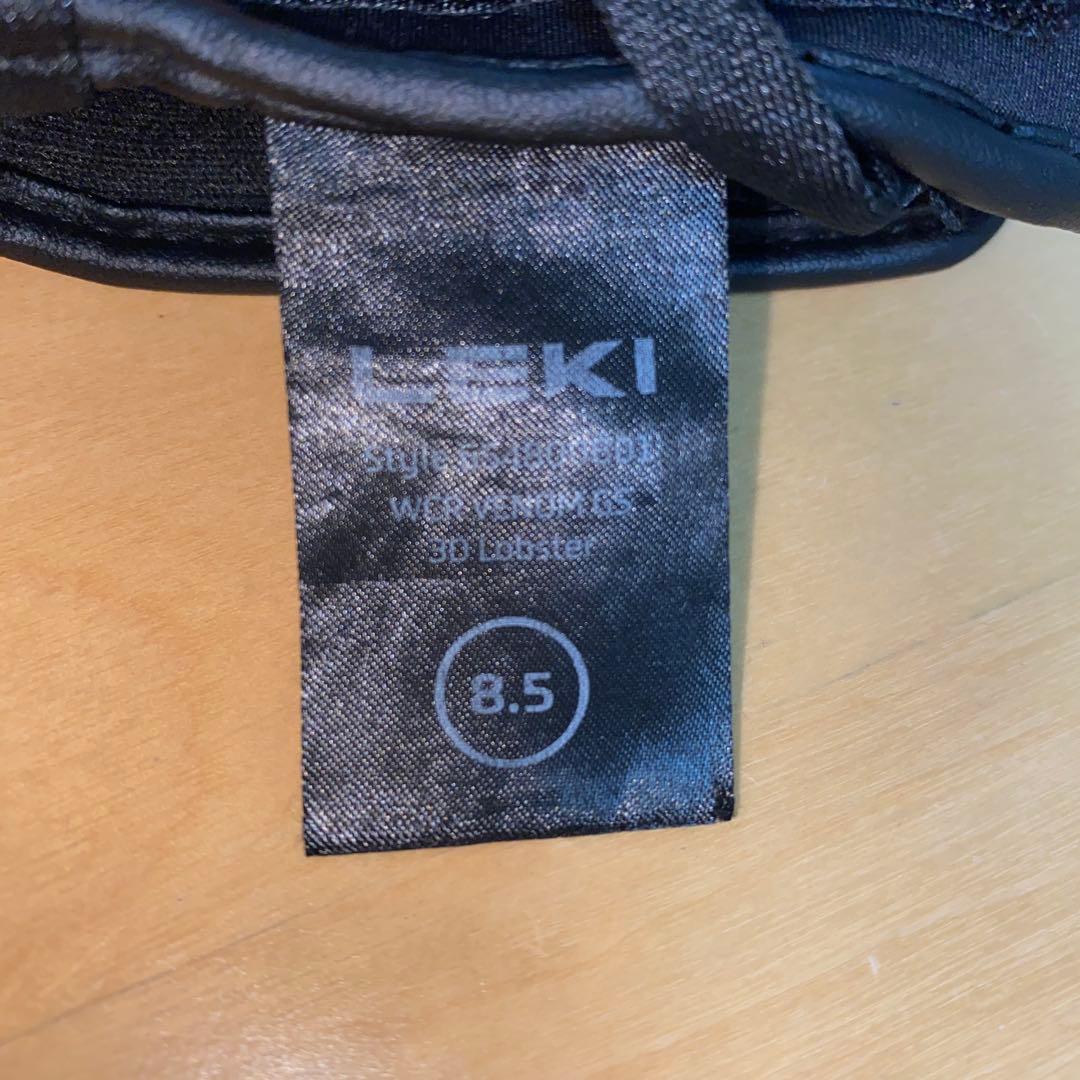 LEKI
Style
WCR VENOM GS
3D Lobster
8.5